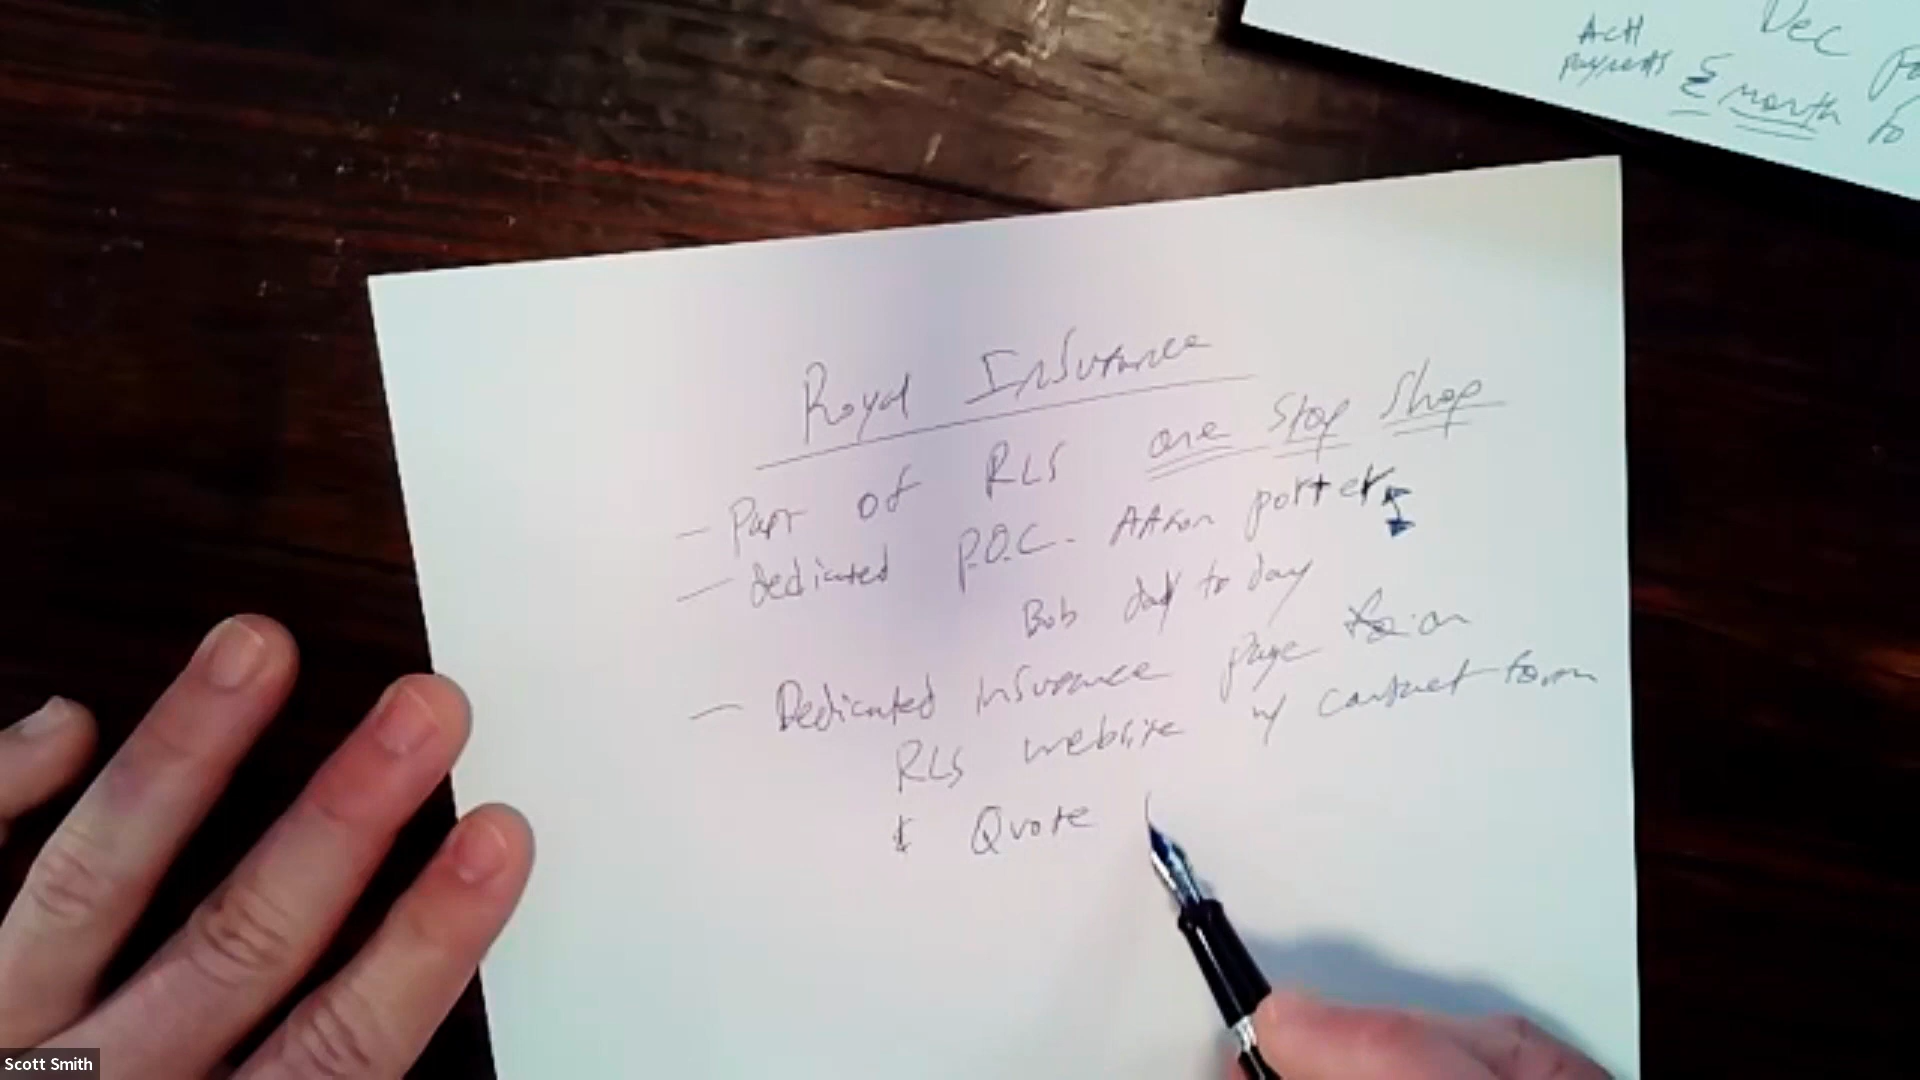 ACH
payments
Dec
£ month
Royal Insurance
- Part of RLS one stop shop
- dedicated P.O.C. AAron porter
Bob day to day
- Dedicated insurance page on
RLS website w/ contact form
& Quote
Scott Smith